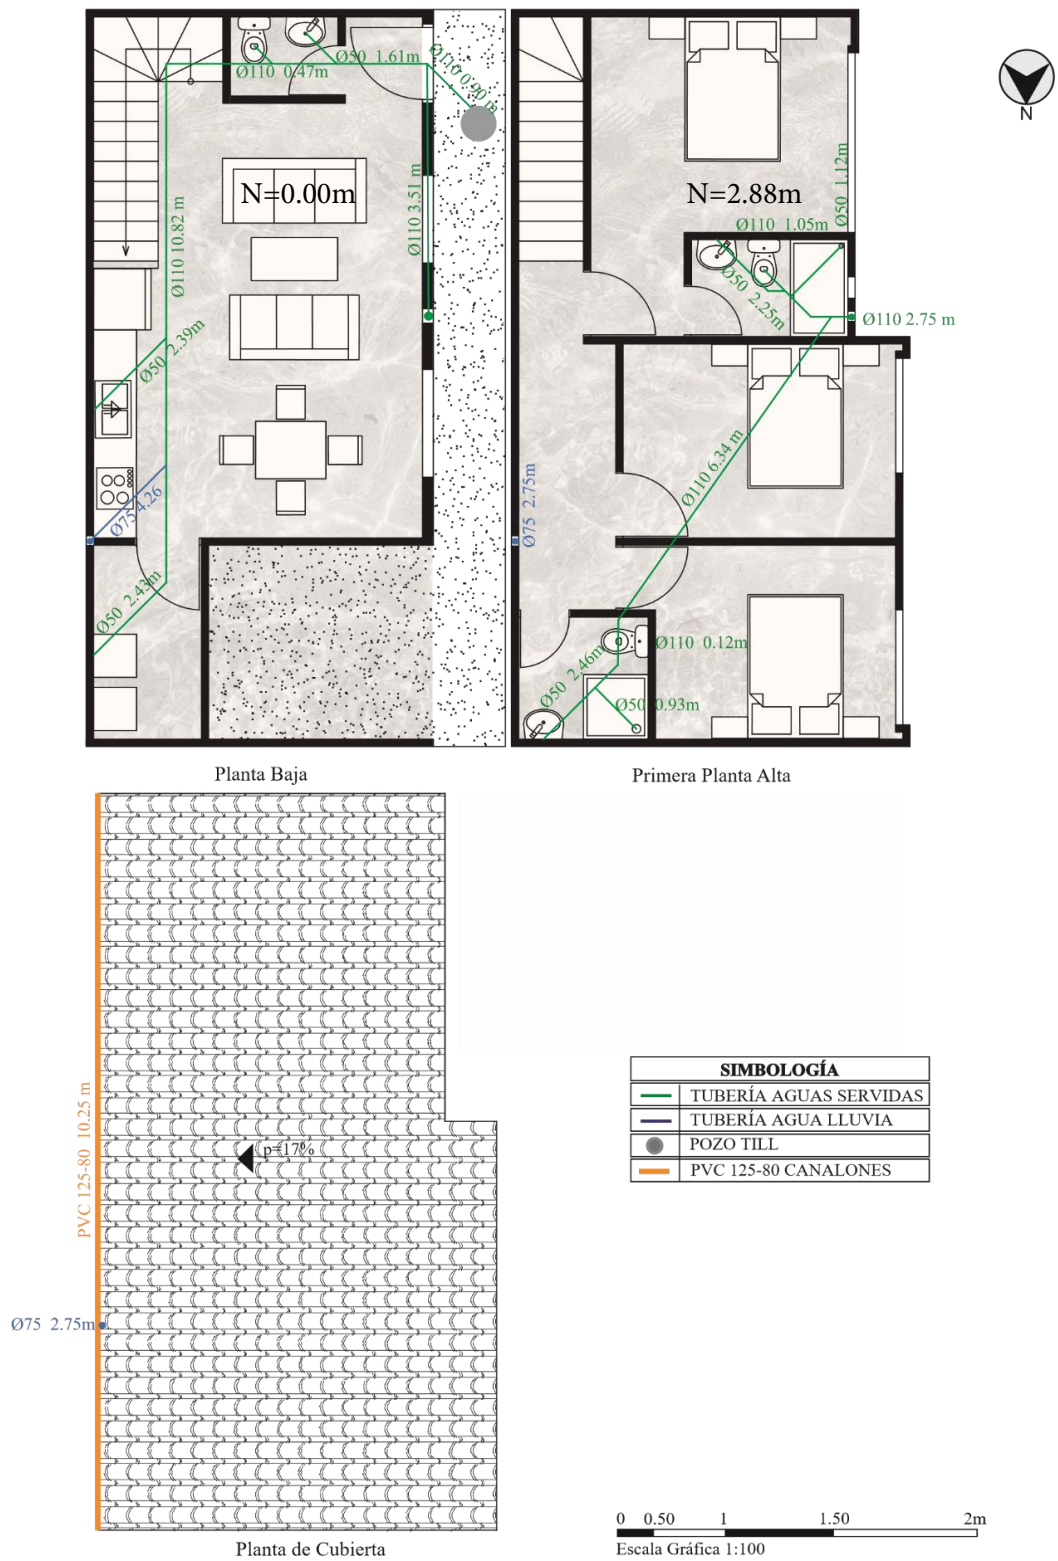 Ø50 1.61m
Ø110 0.47m
Ø110 0.90 m
N=0.00m
Ø110 3.51 m
Ø110 10.82 m
Ø50 2.39m
Ø75 4.26
Ø50 2.43m
Planta Baja
N
N=2.88m
Ø50 1.12m
Ø110 1.05m
Ø50 2.25m
Ø110 2.75 m
Ø110 6.34 m
Ø75 2.75m
Ø110 0.12m
Ø50 2.46m
Ø50 0.93m
Primera Planta Alta
PVC 125-80 10.25 m
p=17%
Ø75 2.75m
Planta de Cubierta
SIMBOLOGÍA
TUBERÍA AGUAS SERVIDAS
TUBERÍA AGUA LLUVIA
POZO TILL
PVC 125-80 CANALONES
0 0.50 1 1.50 2m
Escala Gráfica 1:100